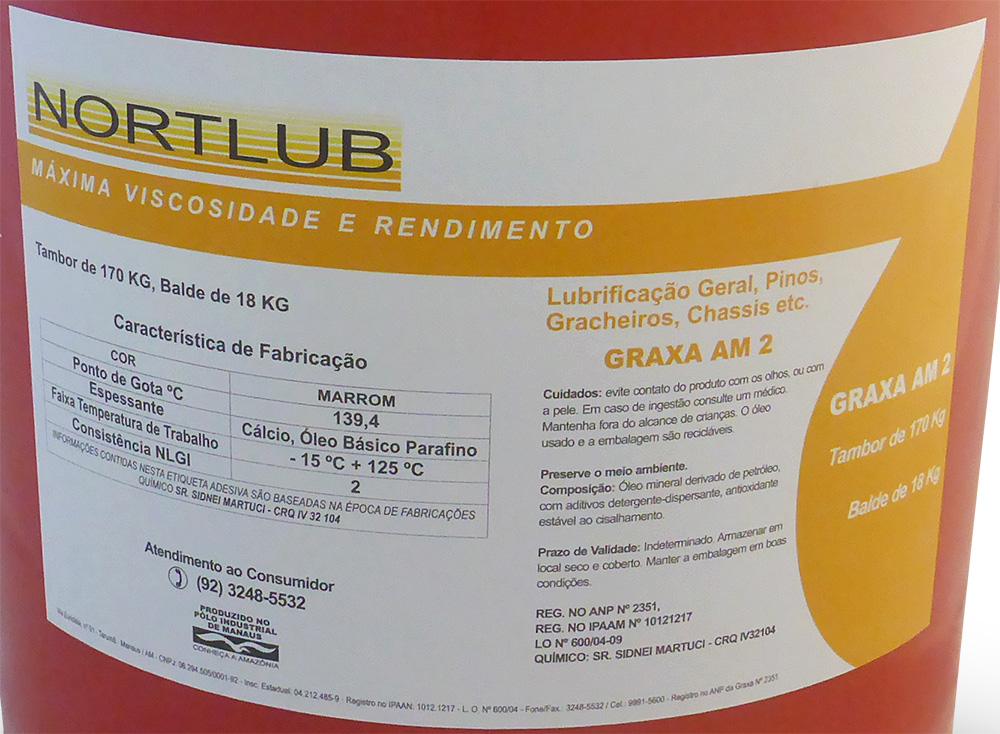 NORTLUB
MÁXIMA VISCOSIDADE E RENDIMENTO
Tambor de 170 KG, Balde de 18 KG
Característica de Fabricação
COR MARROM
Ponto de Gota ºC 139,4
Espessante Cálcio, Óleo Básico Parafino
Faixa Temperatura de Trabalho - 15 ºC + 125 ºC
Consistência NLGI 2
INFORMAÇÕES CONTIDAS NESTA ETIQUETA ADESIVA SÃO BASEADAS NA ÉPOCA DE FABRICAÇÕES
QUÍMICO SR. SIDNEI MARTUCI - CRQ IV 32 104
Atendimento ao Consumidor
(92) 3248-5532
PRODUZIDO NO
PÓLO INDUSTRIAL
DE MANAUS
CONHEÇA A AMAZÔNIA
Lubrificação Geral, Pinos,
Gracheiros, Chassis etc.
GRAXA AM 2
Cuidados: evite contato do produto com os olhos, ou com
a pele. Em caso de ingestão consulte um médico.
Mantenha fora do alcance de crianças. O óleo
usado e a embalagem são recicláveis.
Preserve o meio ambiente.
Composição: Óleo mineral derivado de petróleo,
com aditivos detergente-dispersante, antioxidante
estável ao cisalhamento.
Prazo de Validade: Indeterminado. Armazenar em
local seco e coberto. Manter a embalagem em boas
condições.
REG. NO ANP Nº 2351,
REG. NO IPAAM Nº 10121217
LO Nº 600/04-09
QUÍMICO: SR. SIDNEI MARTUCI - CRQ IV32104
GRAXA AM 2
Tambor de 170 Kg
Balde de 18 Kg
nº 91 - Tarumã - Manaus / AM - CNPJ: 06.294.505/0001-92 - Insc. Estadual: 04.212.485-9 - Registro no IPAAN: 1012.1217 - L. O. Nº 600/04 - Fone/Fax.: 3248-5532 / Cel.: 9991-5600 - Registro no ANP da Graxa Nº 2351